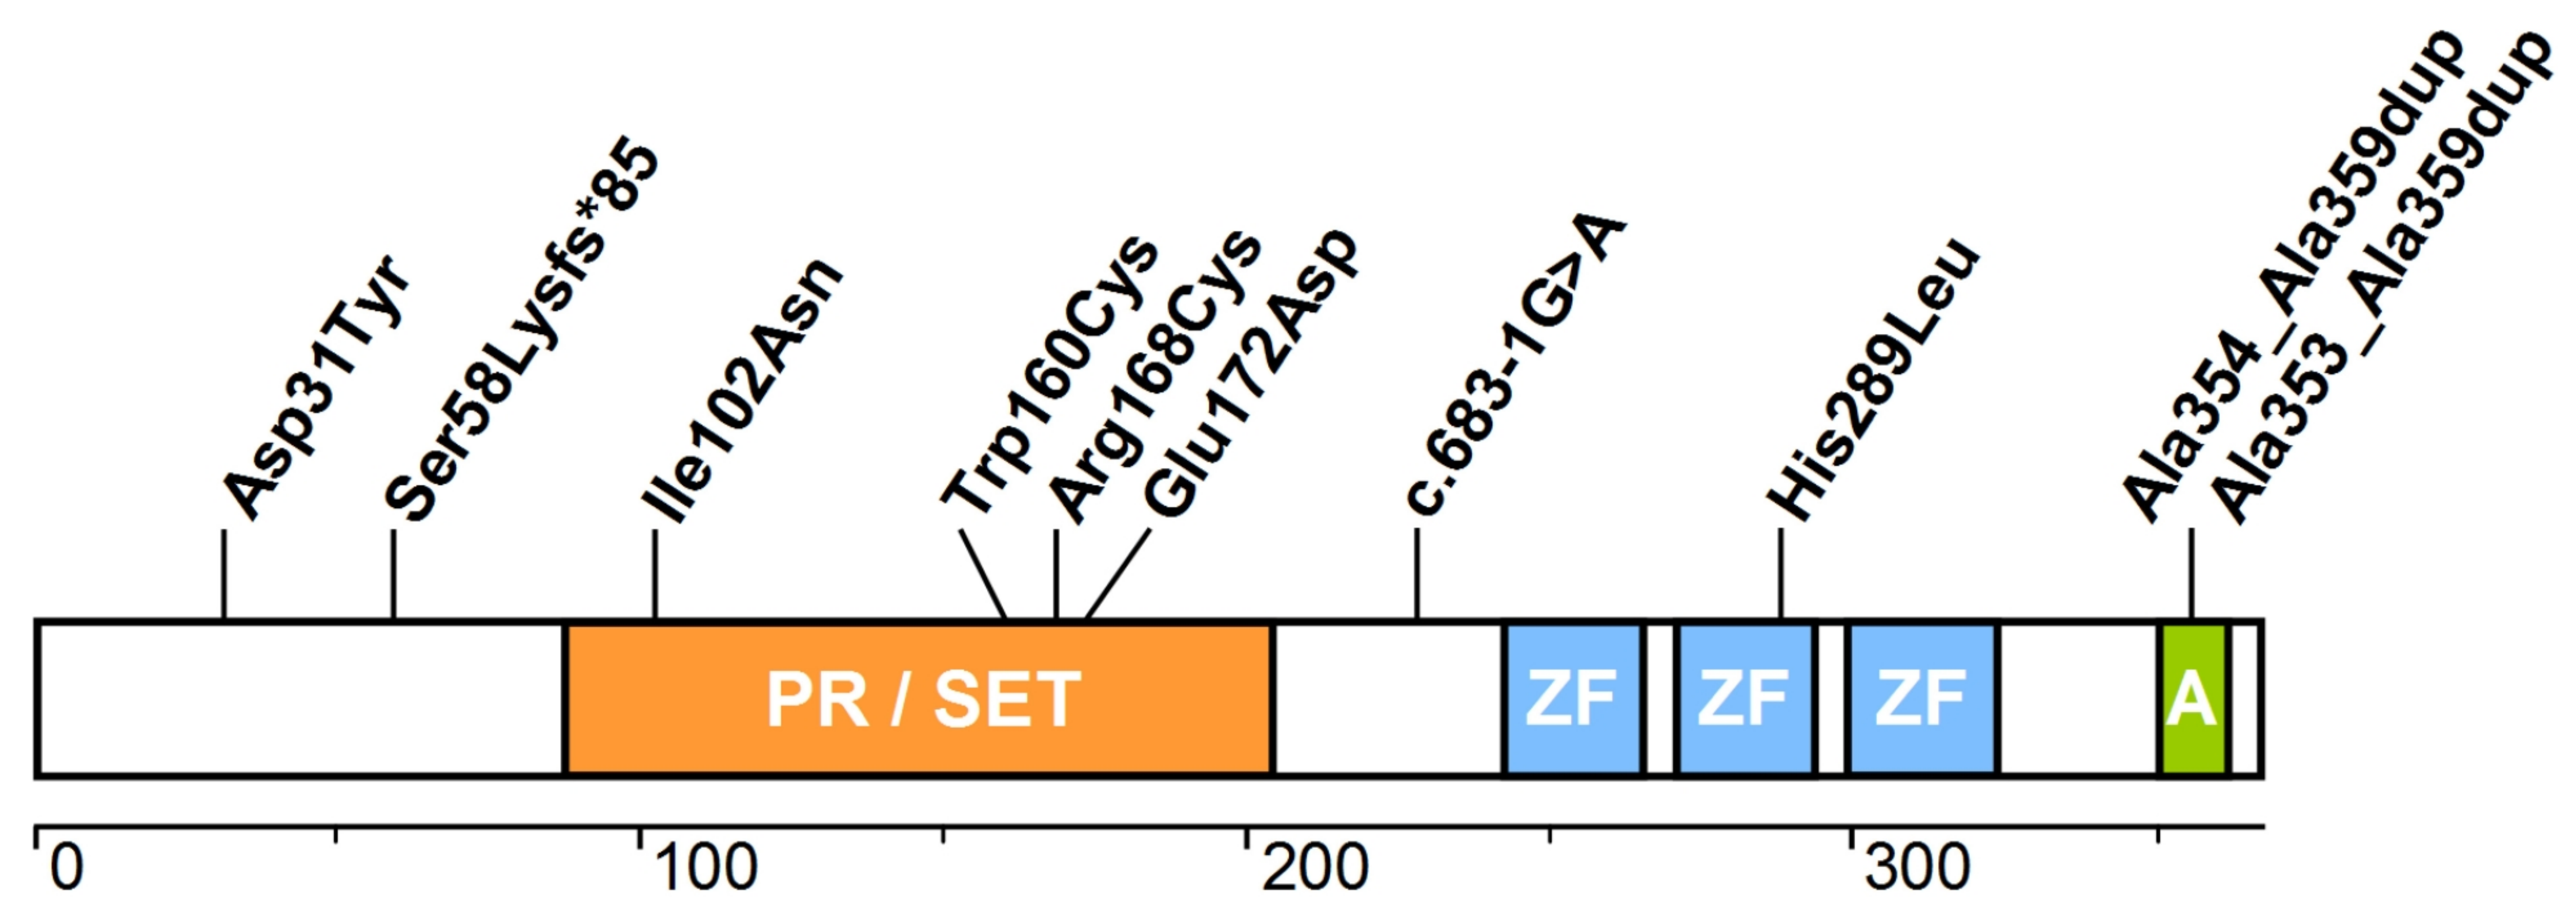 Asp31Tyr
Ser58Lysfs*85
Ile102Asn
Trp160Cys
Arg168Cys
Glu172Asp
c.683-1G>A
His289Leu
Ala354_Ala359dup
Ala353_Ala359dup
PR / SET
ZF
ZF
ZF
A
0
100
200
300